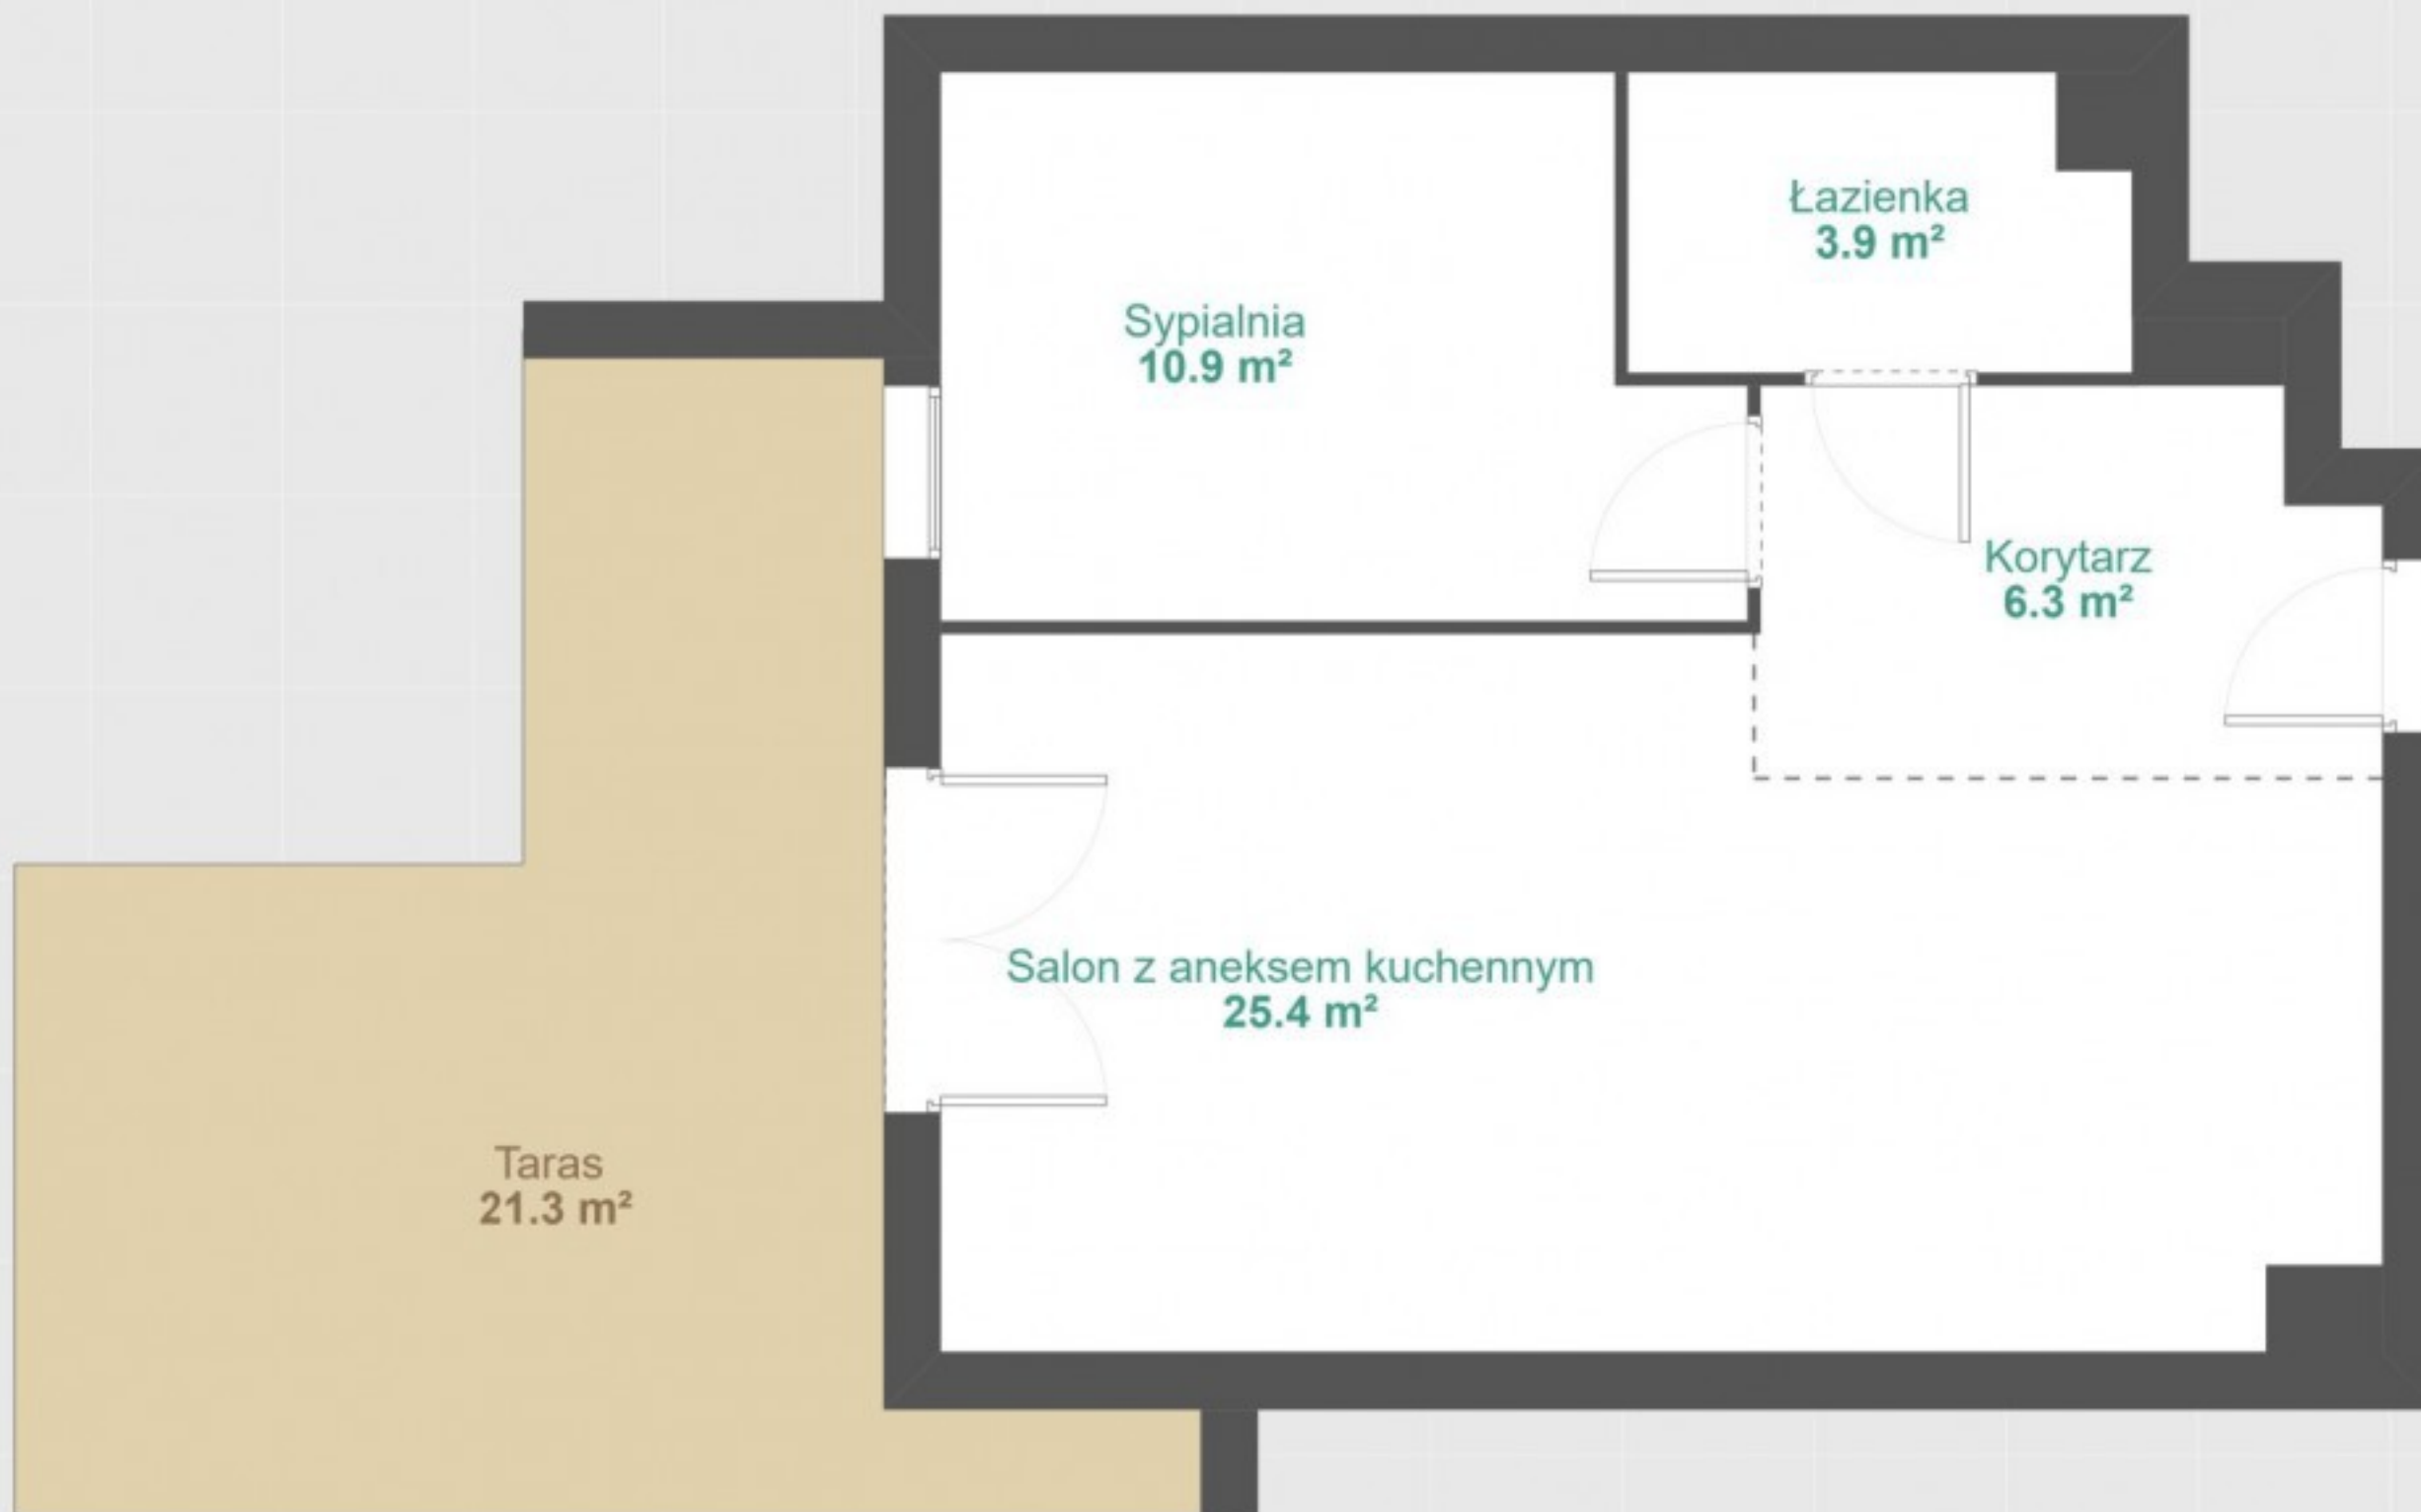 Łazienka
3.9 m²
Sypialnia
10.9 m²
Korytarz
6.3 m²
Salon z aneksem kuchennym
25.4 m²
Taras
21.3 m²